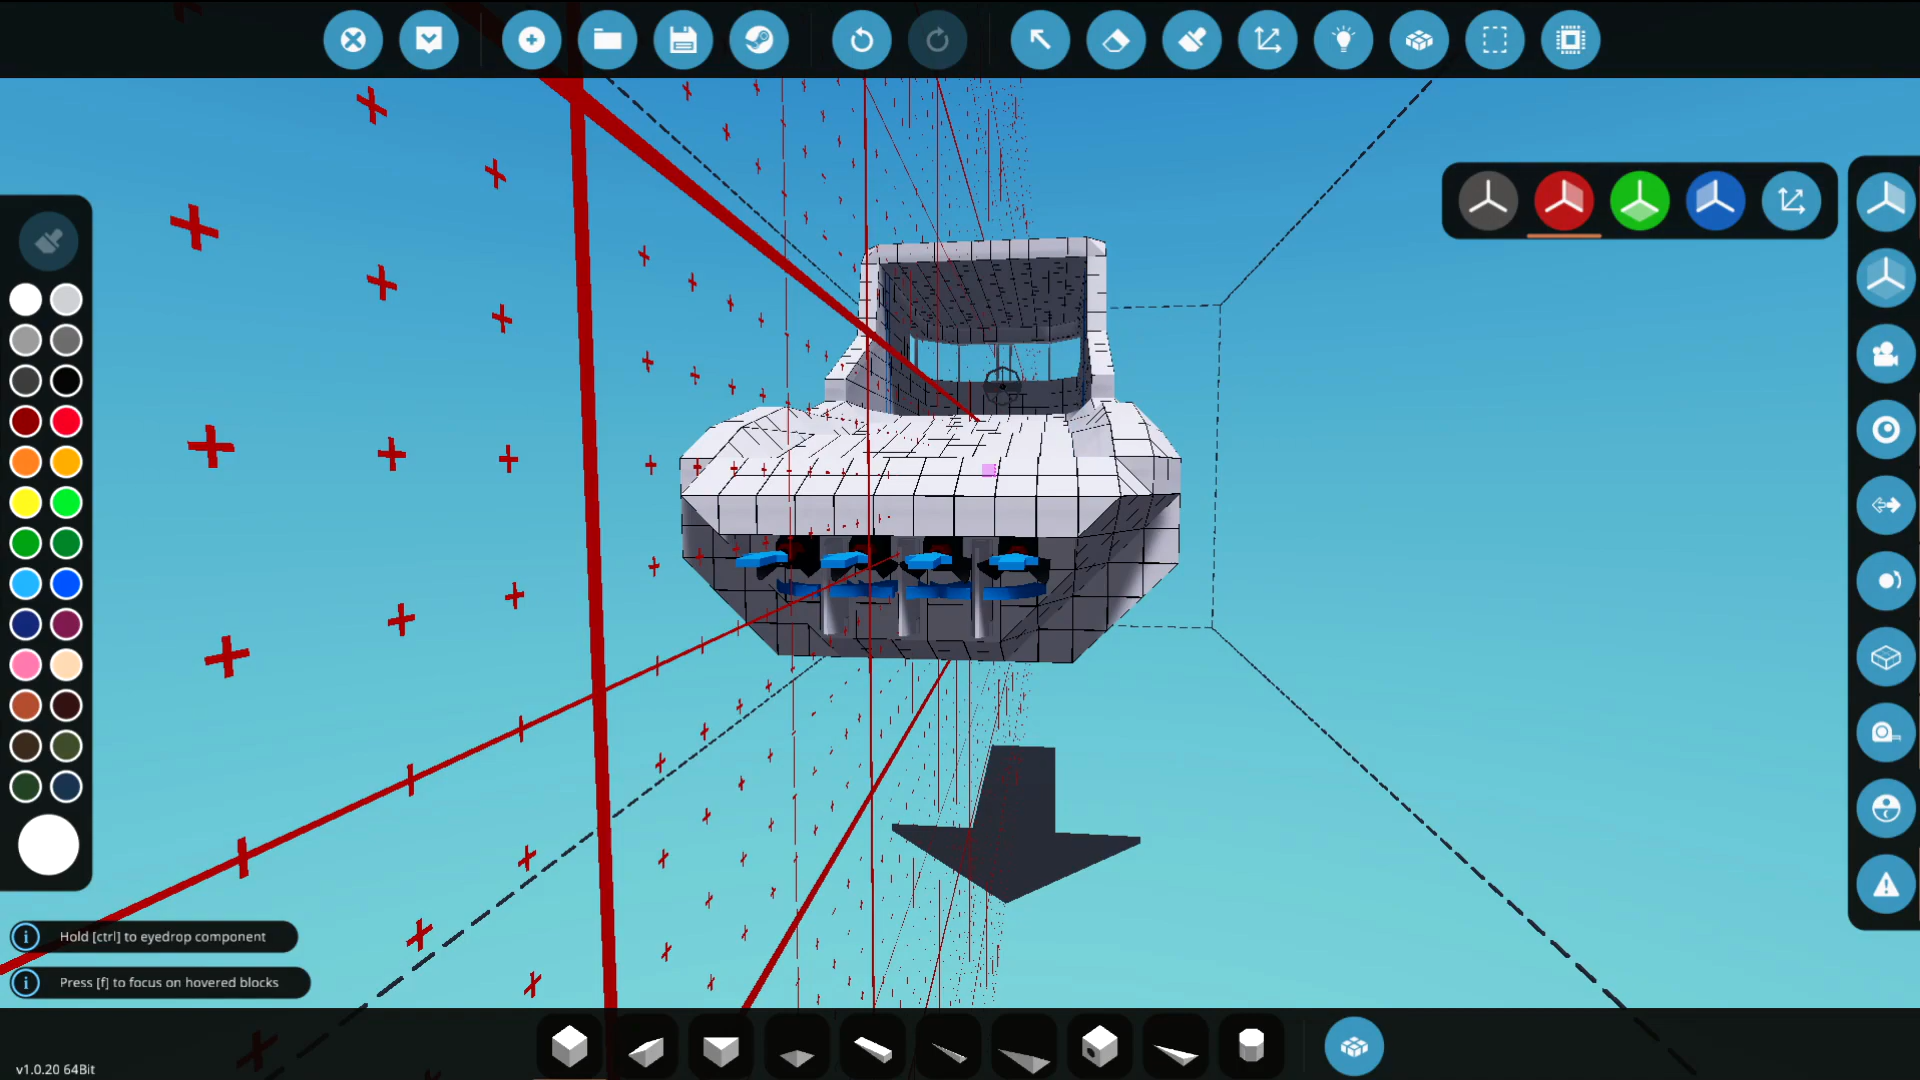 Hold [ctrl] to eyedrop component
Press [f] to focus on hovered blocks
v1.0.20 64Bit